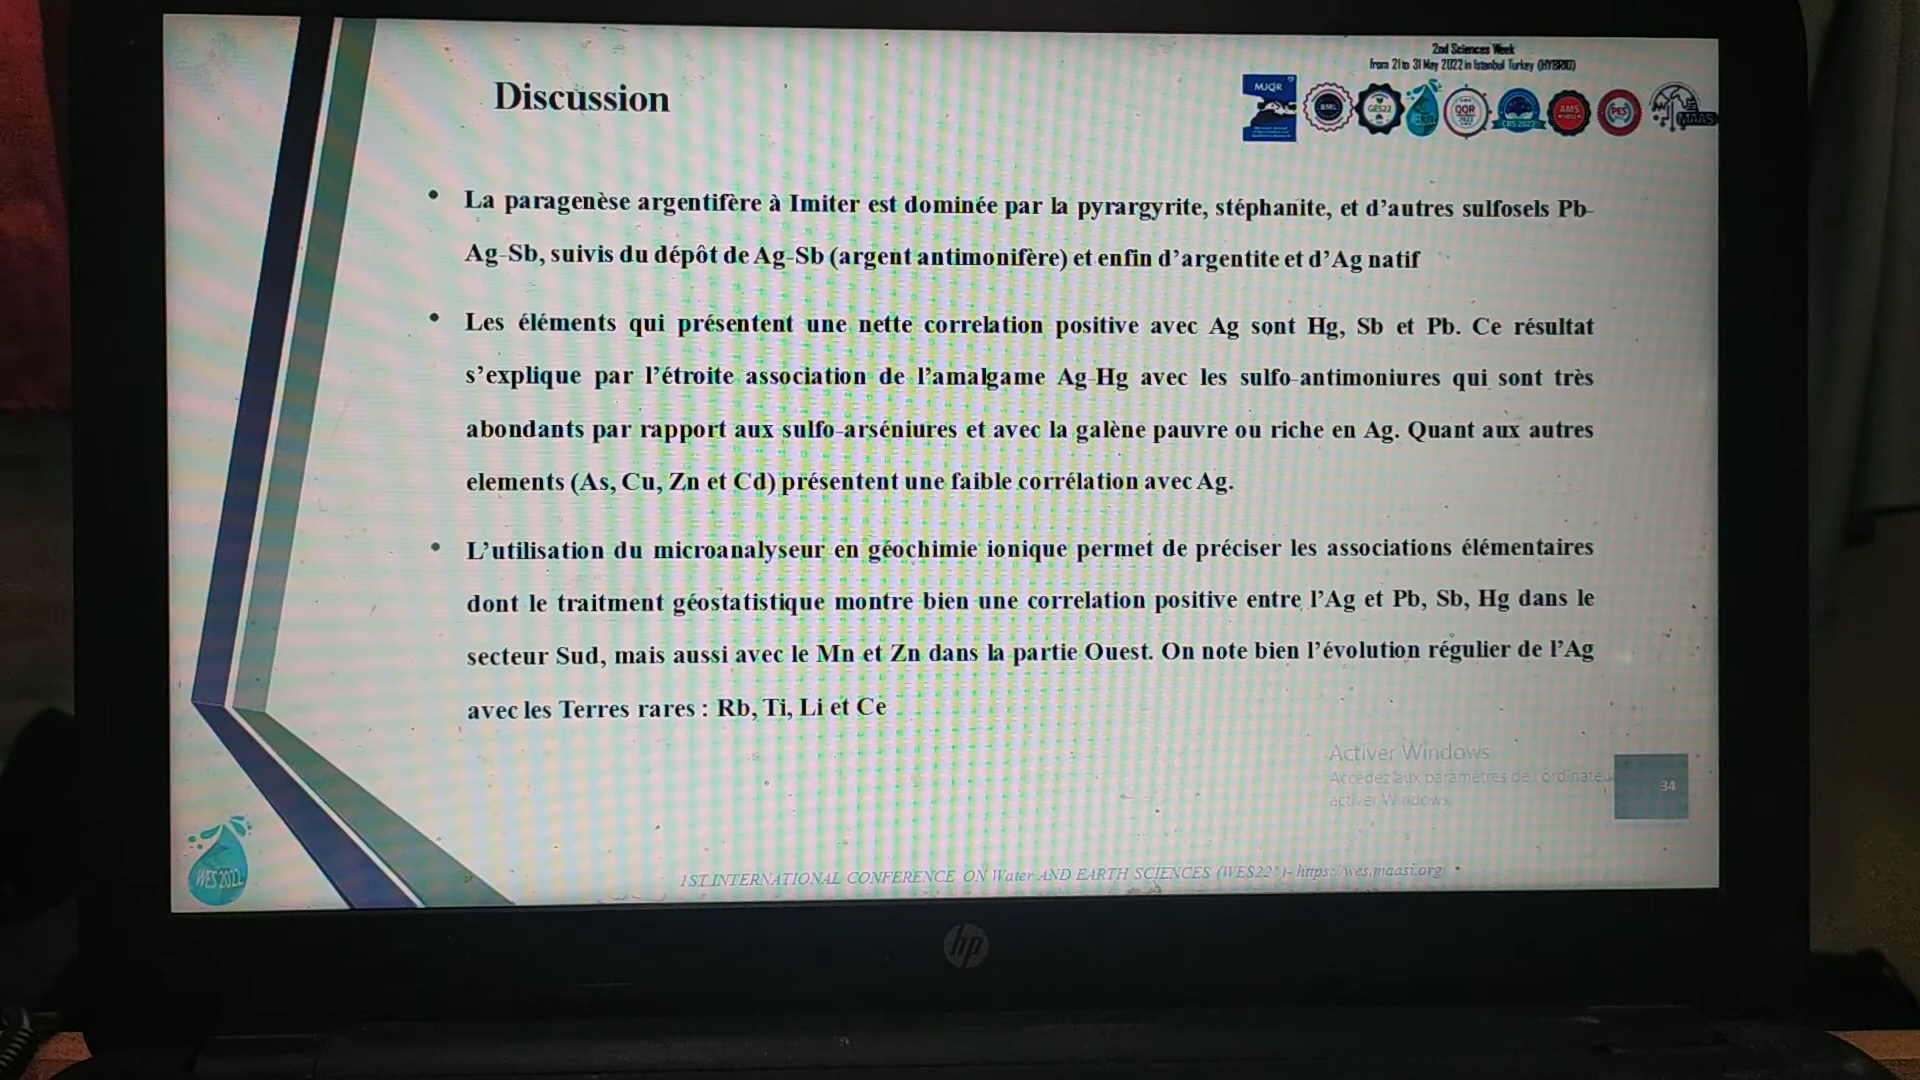 2nd Sciences Week
from 21 to 31 May 2022 in Istanbul Turkey (HYBRID)
Discussion
MJQR
GES22
WES2022
QQR
2022
CBS 2022
AMS
PES
MAAS
• La paragenèse argentifère à Imiter est dominée par la pyrargyrite, stéphanite, et d’autres sulfosels Pb-
Ag-Sb, suivis du dépôt de Ag-Sb (argent antimonifère) et enfin d’argentite et d’Ag natif
• Les éléments qui présentent une nette correlation positive avec Ag sont Hg, Sb et Pb. Ce résultat
s’explique par l’étroite association de l’amalgame Ag-Hg avec les sulfo-antimoniures qui sont très
abondants par rapport aux sulfo-arséniures et avec la galène pauvre ou riche en Ag. Quant aux autres
elements (As, Cu, Zn et Cd) présentent une faible corrélation avec Ag.
• L’utilisation du microanalyseur en géochimie ionique permet de préciser les associations élémentaires
dont le traitment géostatistique montre bien une correlation positive entre l’Ag et Pb, Sb, Hg dans le
secteur Sud, mais aussi avec le Mn et Zn dans la partie Ouest. On note bien l’évolution régulier de l’Ag
avec les Terres rares : Rb, Ti, Li et Ce
Activer Windows
Accédez aux paramètres de l'ordinateu
activer Windows.
34
WES 2022
1ST INTERNATIONAL CONFERENCE ON Water AND EARTH SCIENCES (WES22’)- https://wes.maasi.org/
hp